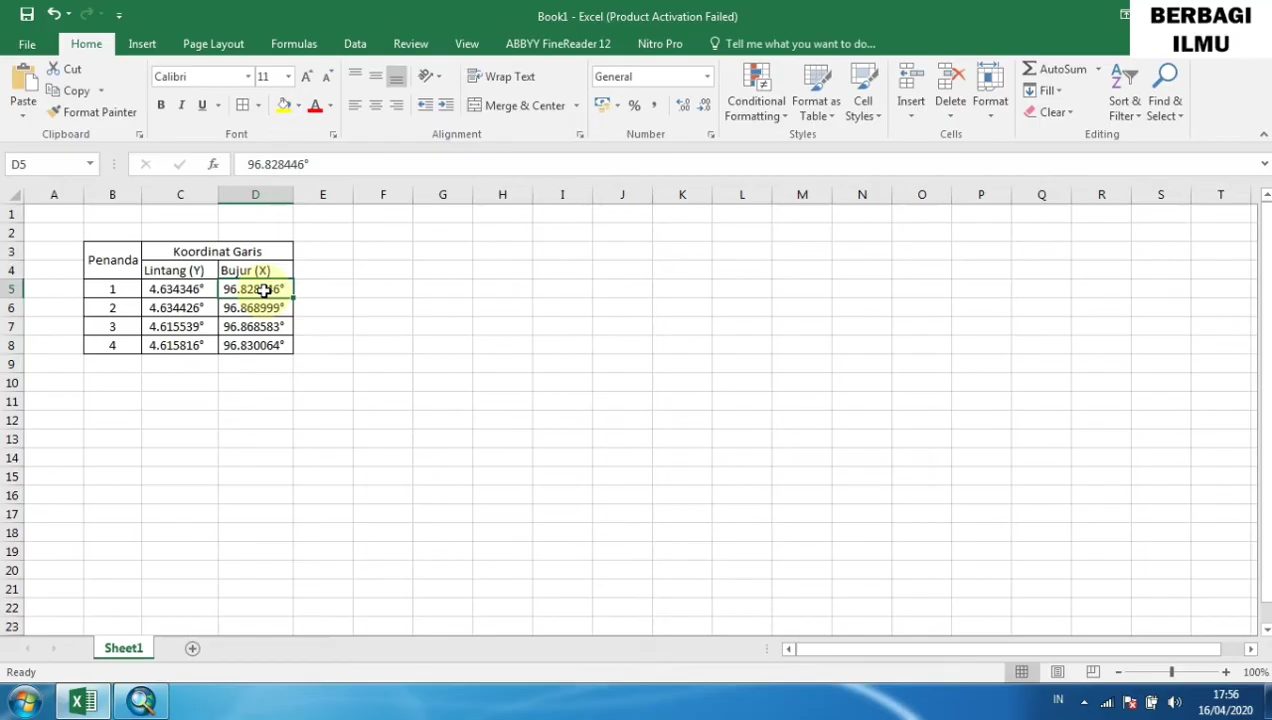 Book1 - Excel (Product Activation Failed)
BERBAGI
ILMU
File Home Insert Page Layout Formulas Data Review View ABBYY FineReader 12 Nitro Pro Tell me what you want to do...
Cut
Copy
Format Painter
Paste
Clipboard
Calibri 11
B I U
Font
Wrap Text
Merge & Center
Alignment
General
% ,
Number
Conditional
Formatting
Format as
Table
Cell
Styles
Styles
Insert Delete Format
Cells
AutoSum
Fill
Clear
Sort &
Filter
Find &
Select
Editing
D5 fx 96.828446°
A B C D E F G H I J K L M N O P Q R S T
1
2
3 Penanda Koordinat Garis
4 Lintang (Y) Bujur (X)
5 1 4.634346° 96.828446°
6 2 4.634426° 96.868999°
7 3 4.615539° 96.868583°
8 4 4.615816° 96.830064°
9
10
11
12
13
14
15
16
17
18
19
20
21
22
23
Sheet1
Ready
100%
IN
17:56
16/04/2020